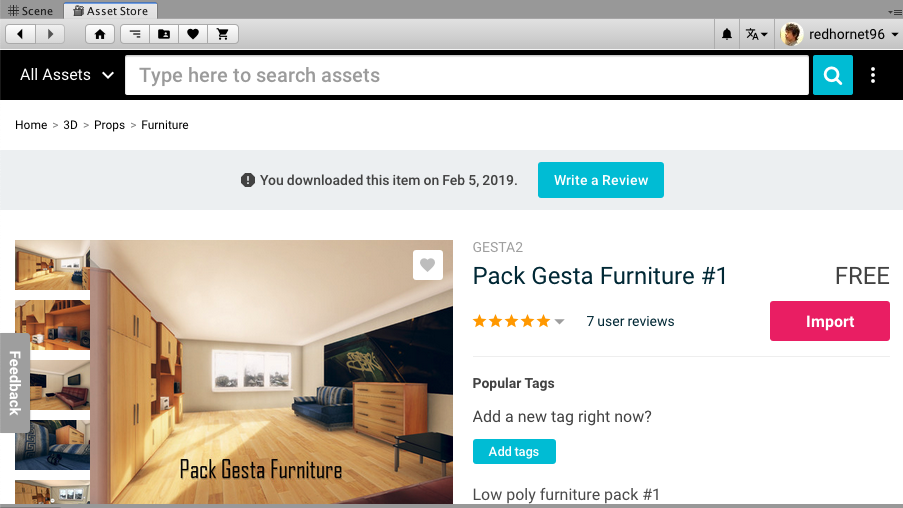 Scene
Asset Store
redhornet96
All Assets
Type here to search assets
Home > 3D > Props > Furniture
You downloaded this item on Feb 5, 2019.
Write a Review
GESTA2
Pack Gesta Furniture #1
FREE
7 user reviews
Import
Feedback
Pack Gesta Furniture
Popular Tags
Add a new tag right now?
Add tags
Low poly furniture pack #1